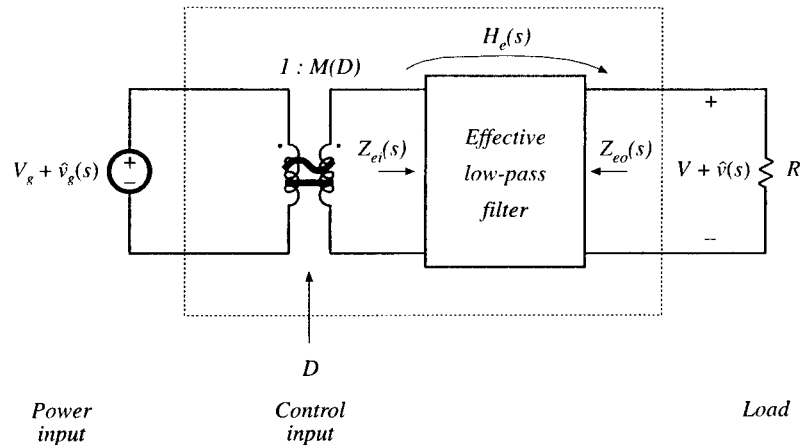 H_e(s)
1 : M(D)
Effective
low-pass
filter
Z_ei(s)
Z_eo(s)
V_g + v̂_g(s)
+
–
+
V + v̂(s)
–
R
D
Power
input
Control
input
Load